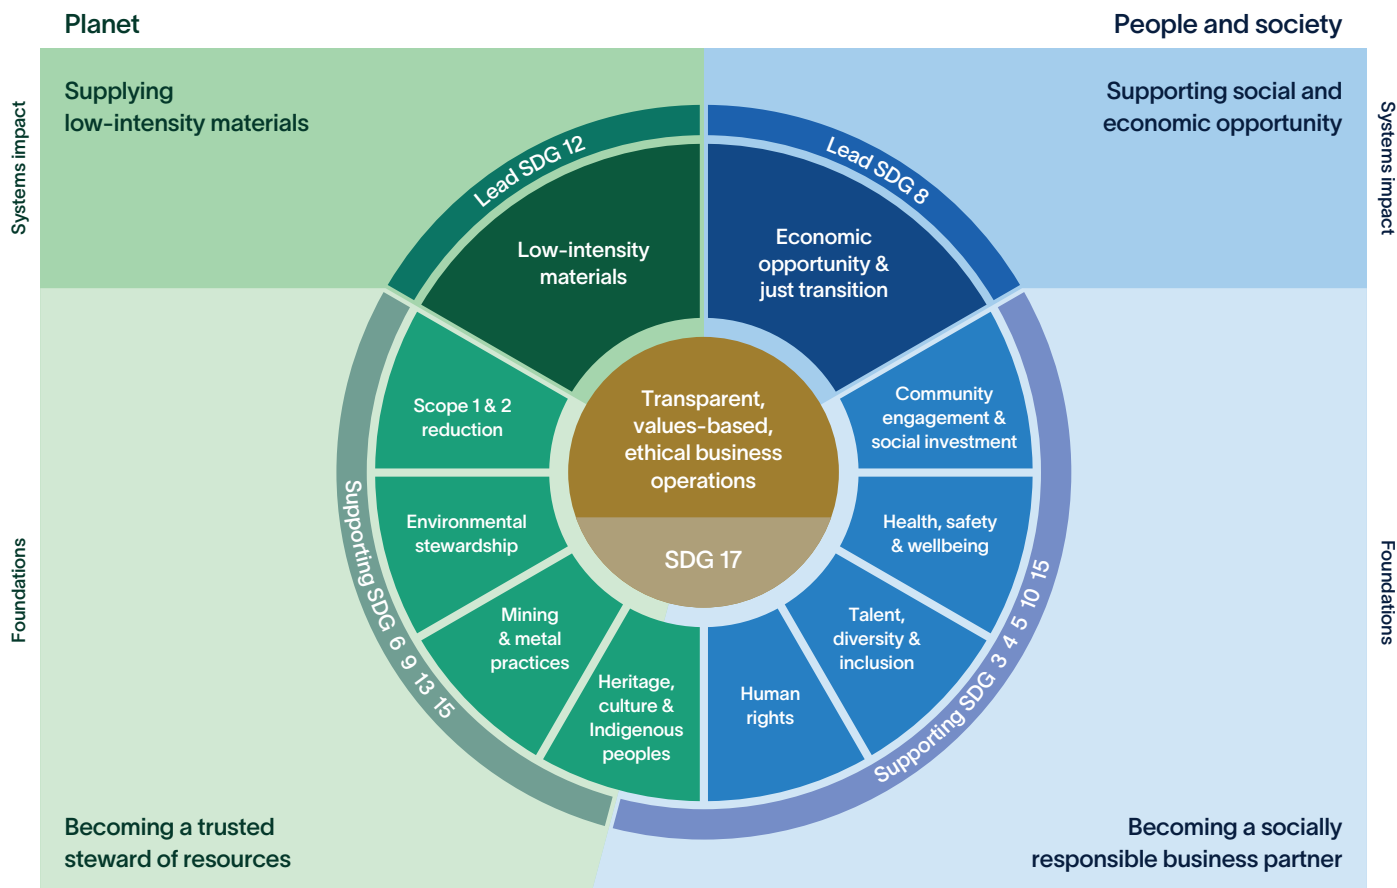 Planet
People and society
Supplying
low-intensity materials
Supporting social and
economic opportunity
Systems impact
Systems impact
Lead SDG 12
Lead SDG 8
Low-intensity
materials
Economic
opportunity &
just transition
Scope 1 & 2
reduction
Transparent,
values-based,
ethical business
operations
SDG 17
Community
engagement &
social investment
Environmental
stewardship
Health, safety
& wellbeing
Mining
& metal
practices
Talent,
diversity &
inclusion
Heritage,
culture &
Indigenous
peoples
Human
rights
Supporting SDG 6 9 13 15
Supporting SDG 3 4 5 10 15
Foundations
Foundations
Becoming a trusted
steward of resources
Becoming a socially
responsible business partner